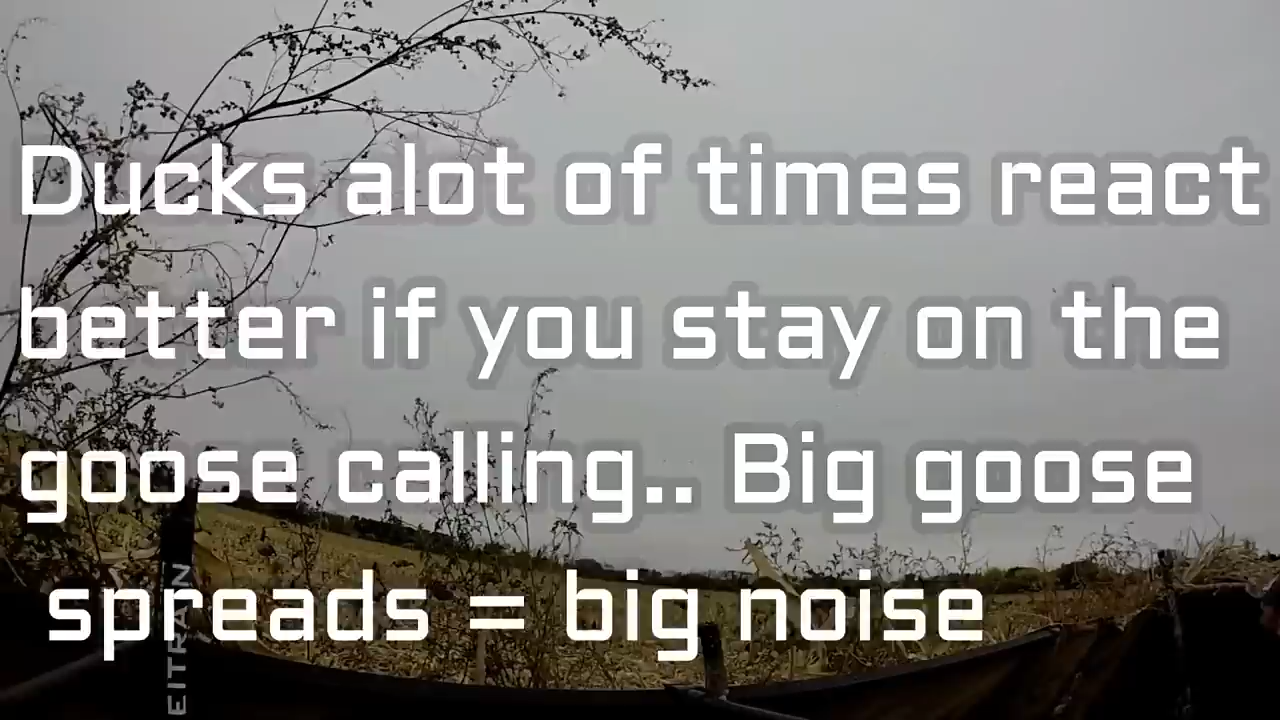 Ducks alot of times react
better if you stay on the
goose calling.. Big goose
spreads = big noise